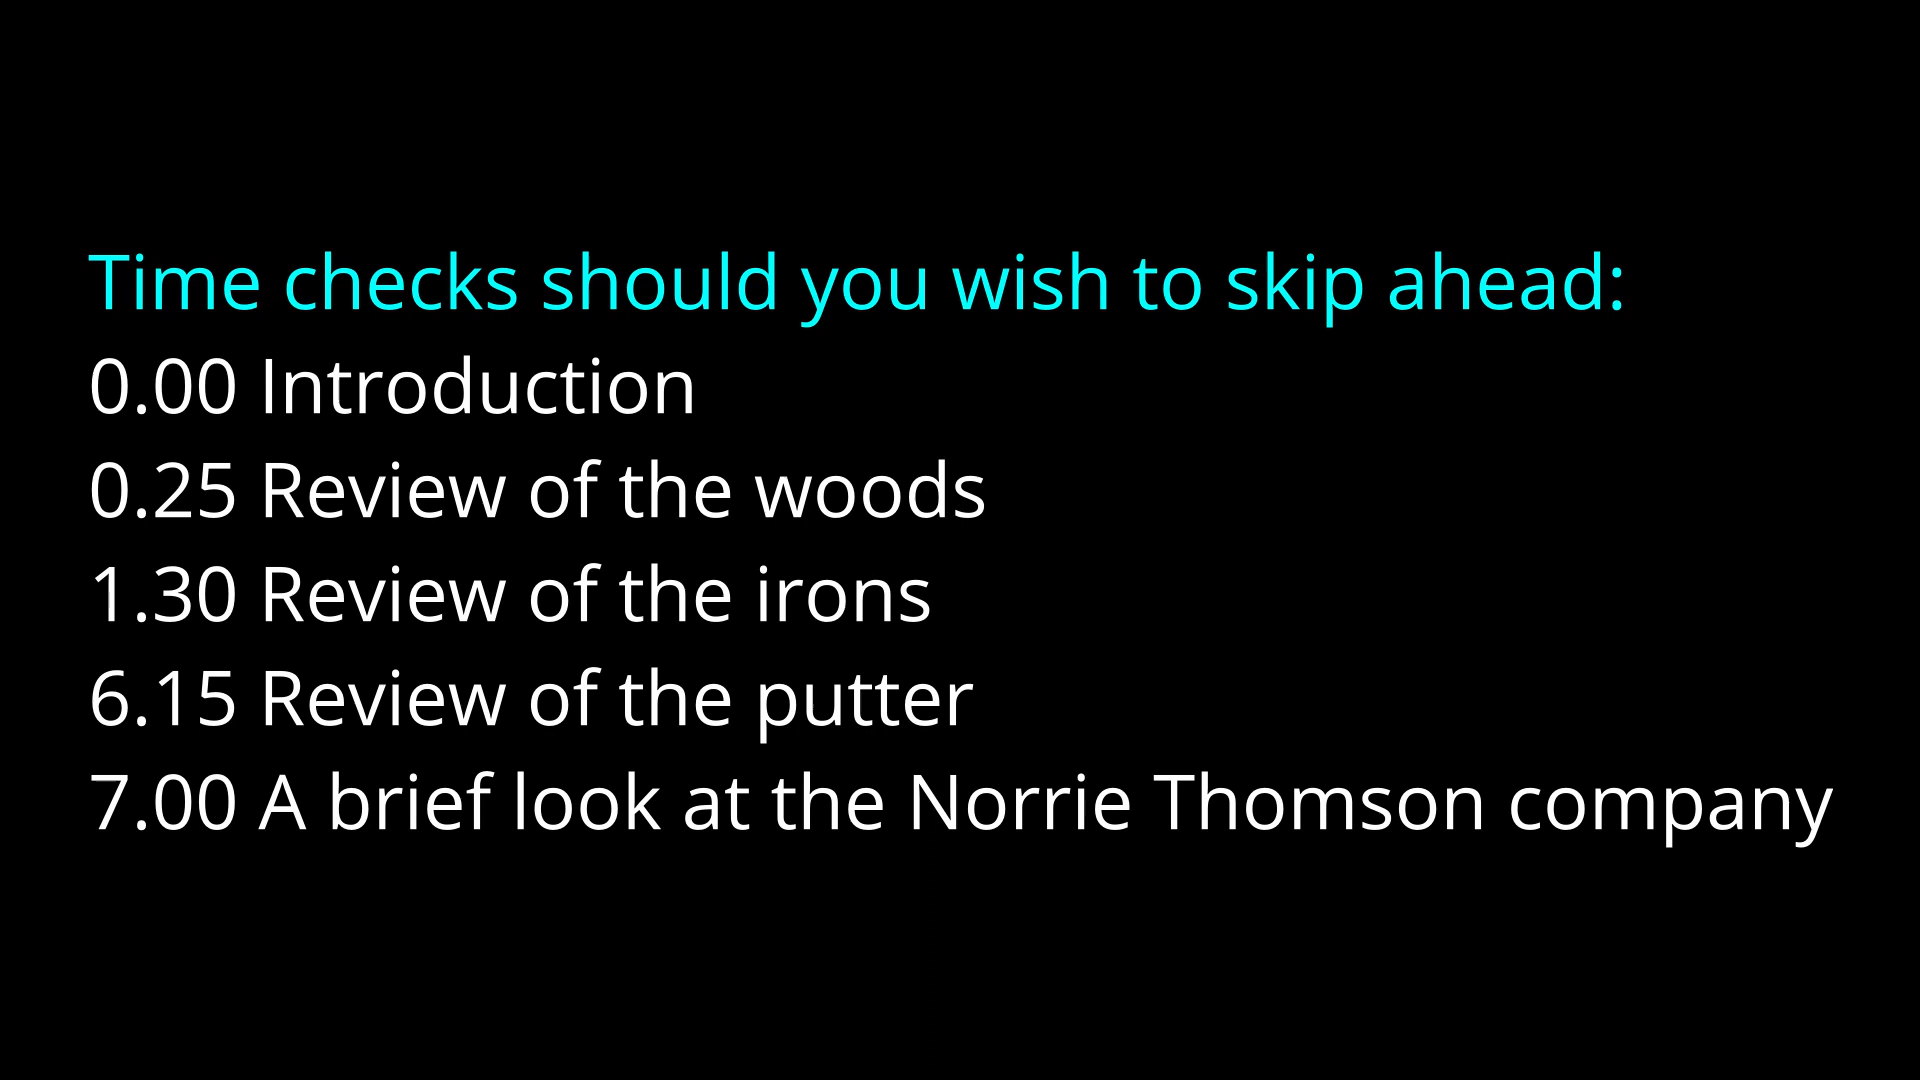 Time checks should you wish to skip ahead:
0.00 Introduction
0.25 Review of the woods
1.30 Review of the irons
6.15 Review of the putter
7.00 A brief look at the Norrie Thomson company